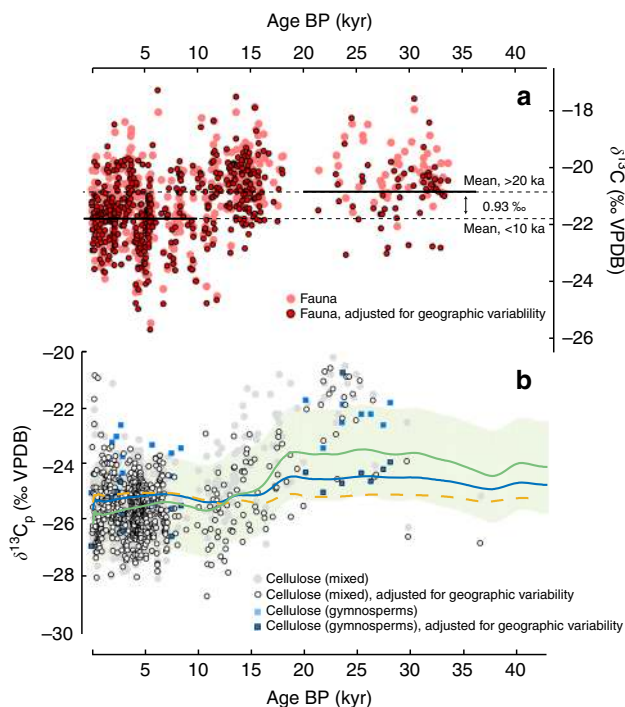 Age BP (kyr)
5 10 15 20 25 30 35 40
a
–18
–20
–22
–24
–26
δ13C (‰ VPDB)
Mean, >20 ka
0.93 ‰
Mean, <10 ka
Fauna
Fauna, adjusted for geographic variablility
b
–20
–22
–24
–26
–28
–30
δ13Cp (‰ VPDB)
Cellulose (mixed)
Cellulose (mixed), adjusted for geographic variability
Cellulose (gymnosperms)
Cellulose (gymnosperms), adjusted for geographic variability
5 10 15 20 25 30 35 40
Age BP (kyr)